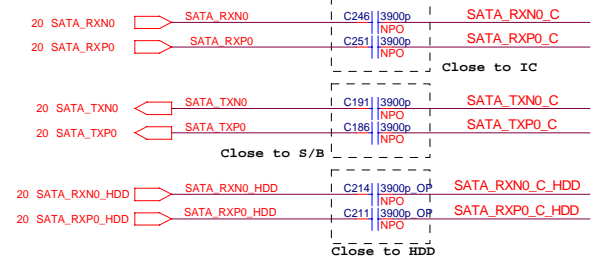 20 SATA_RXN0 SATA_RXN0 C246 3900p SATA_RXN0_C
NPO
20 SATA_RXP0 SATA_RXP0 C251 3900p SATA_RXP0_C
NPO
Close to IC
20 SATA_TXN0 SATA_TXN0 C191 3900p SATA_TXN0_C
NPO
20 SATA_TXP0 SATA_TXP0 C186 3900p SATA_TXP0_C
NPO
Close to S/B
20 SATA_RXN0_HDD SATA_RXN0_HDD C214 3900p_OP SATA_RXN0_C_HDD
NPO
20 SATA_RXP0_HDD SATA_RXP0_HDD C211 3900p_OP SATA_RXP0_C_HDD
NPO
Close to HDD